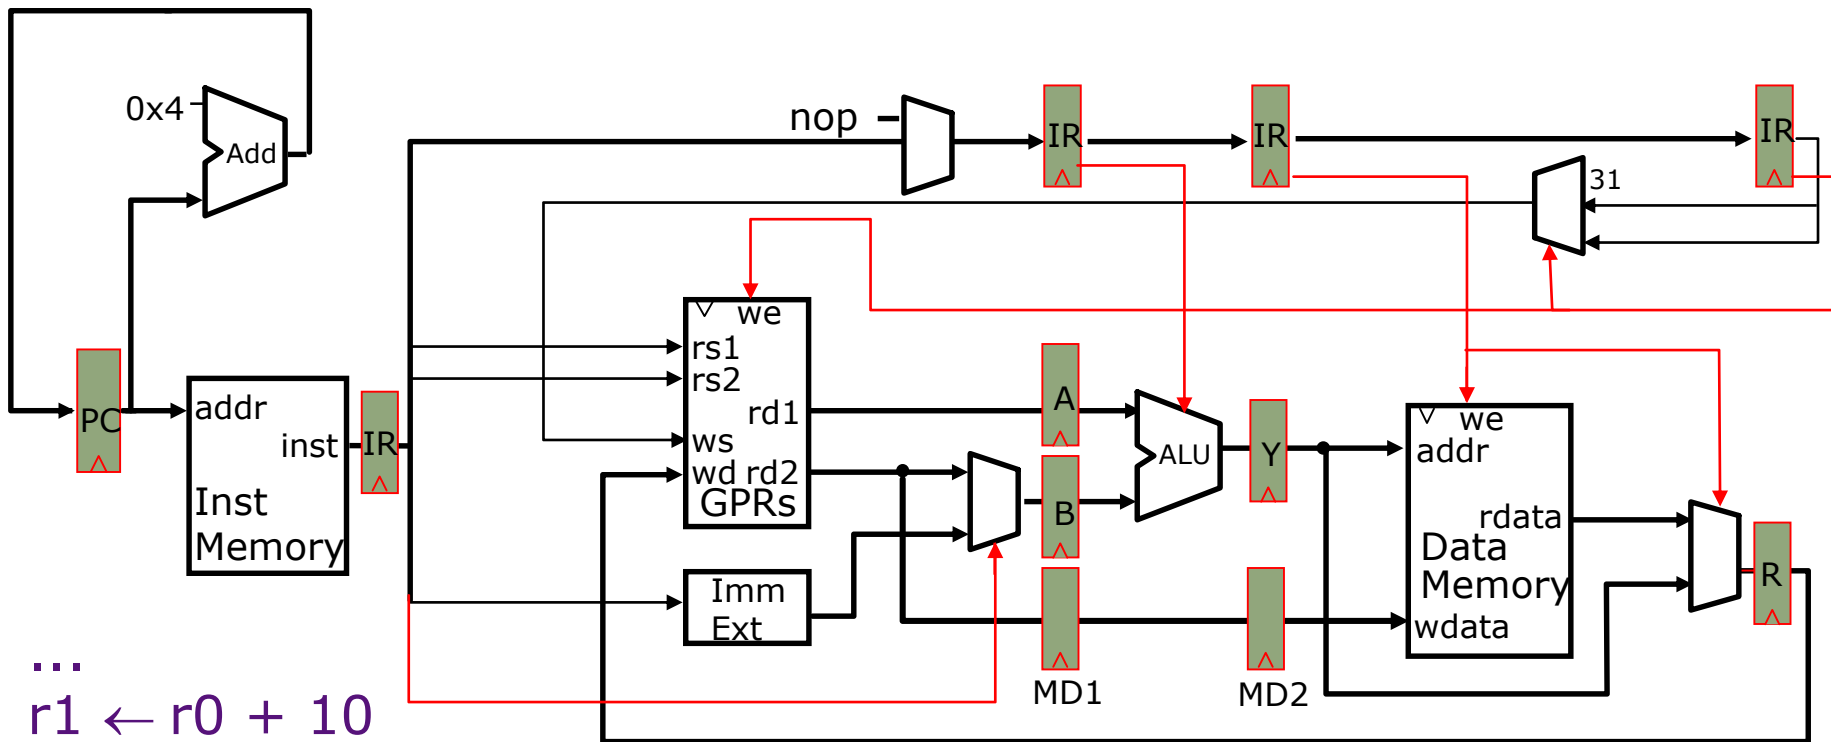 0x4
Add
nop
IR
IR
IR
31
we
rs1
rs2
rd1
ws
wd rd2
GPRs
PC
addr
inst
Inst
Memory
IR
A
B
ALU
Y
we
addr
rdata
Data
Memory
wdata
R
Imm
Ext
MD1
MD2
...
r1 ← r0 + 10